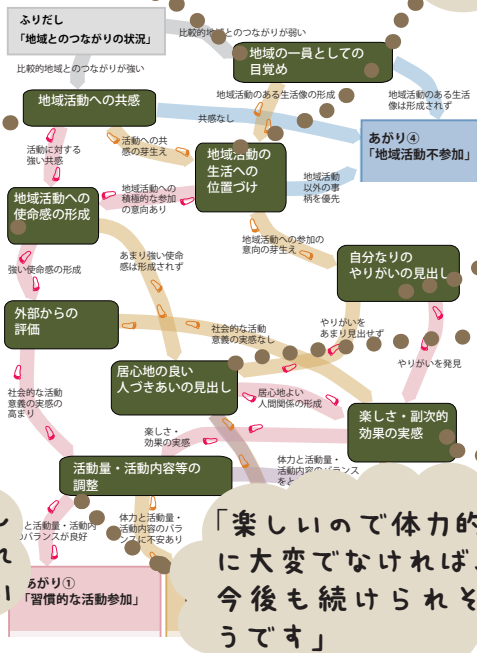 ふりだし
「地域とのつながりの状況」
比較的地域とのつながりが弱い
比較的地域とのつながりが強い
地域の一員としての
目覚め
地域活動への共感
地域活動のある生活像の形成
地域活動のある生活
像は形成されず
共感なし
活動に対する
強い共感
活動への共
感の芽生え
地域活動の
生活への
位置づけ
あがり④
「地域活動不参加」
地域活動
以外の事
柄を優先
地域活動への
使命感の形成
地域活動への
積極的な参加
の意向あり
地域活動への参加の
意向の芽生え
強い使命感の形成
あまり強い使命
感は形成されず
自分なりの
やりがいの見出し
外部からの
評価
社会的な活動
意義の実感なし
やりがいを
あまり見出せず
やりがいを発見
社会的な活動
意義の実感の
高まり
居心地の良い
人づきあいの見出し
居心地よい
人間関係の形成
楽しさ・副次的
効果の実感
楽しさ・
効果の実感
活動量・活動内容等の
調整
体力と活動量・
活動内容のバランス
をと
と活動量・活動内
バランスが良好
体力と活動量・
活動内容のバラ
ンスに不安あり
あがり①
「習慣的な活動参加」
れ
「楽しいので体力的
に大変でなければ、
今後も続けられそ
うです」